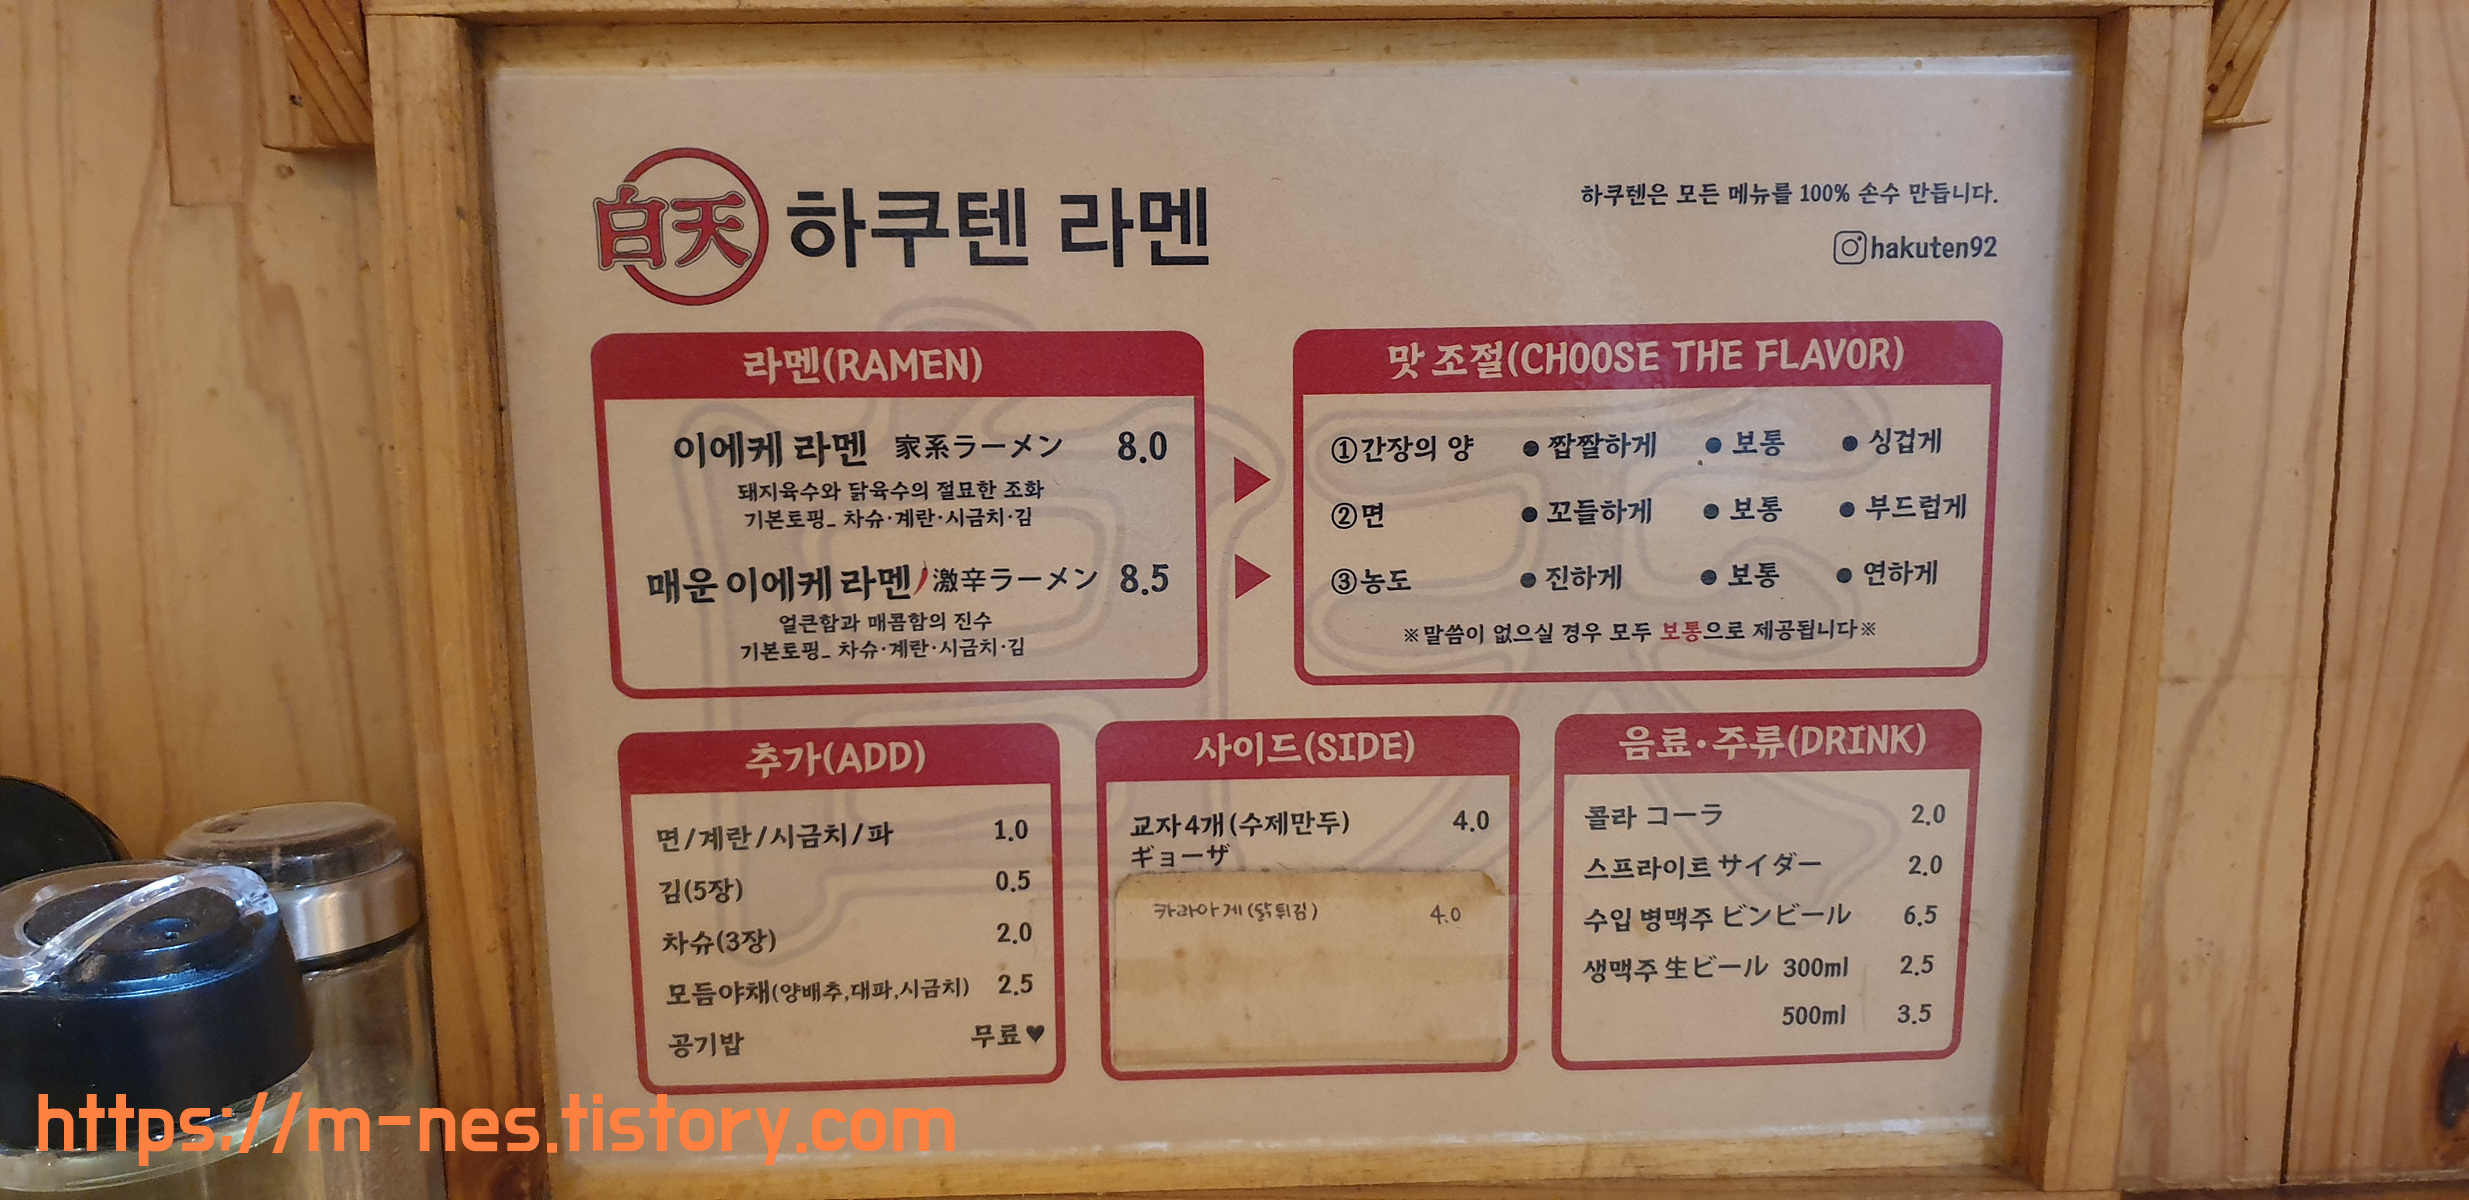 白天 하쿠텐 라멘
하쿠텐은 모든 메뉴를 100% 손수 만듭니다.
hakuten92
라멘(RAMEN)
이에케 라멘 家系ラーメン 8.0
돼지육수와 닭육수의 절묘한 조화
기본토핑_ 차슈·계란·시금치·김
매운 이에케 라멘 激辛ラーメン 8.5
얼큰함과 매콤함의 진수
기본토핑_ 차슈·계란·시금치·김
맛 조절(CHOOSE THE FLAVOR)
①간장의 양 ● 짭짤하게 ● 보통 ● 싱겁게
②면 ● 꼬들하게 ● 보통 ● 부드럽게
③농도 ● 진하게 ● 보통 ● 연하게
※말씀이 없으실 경우 모두 보통으로 제공됩니다※
추가(ADD)
면/계란/시금치/파 1.0
김(5장) 0.5
차슈(3장) 2.0
모듬야채(양배추,대파,시금치) 2.5
공기밥 무료♥
사이드(SIDE)
교자4개(수제만두) 4.0
ギョーザ
카라아게(닭튀김) 4.0
음료·주류(DRINK)
콜라 コーラ 2.0
스프라이트 サイダー 2.0
수입 병맥주 ビンビール 6.5
생맥주 生ビール 300ml 2.5
500ml 3.5
https://m-nes.tistory.com